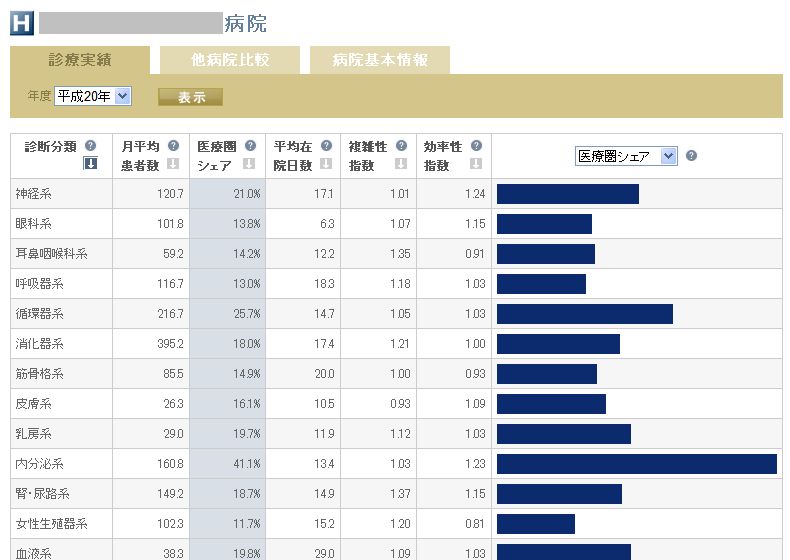 H 病院
診療実績 他病院比較 病院基本情報
年度 平成20年 表示
診断分類 ? 月平均患者数 ? 医療圏シェア ? 平均在院日数 ? 複雑性指数 ? 効率性指数 ? 医療圏シェア ?
神経系 120.7 21.0% 17.1 1.01 1.24
眼科系 101.8 13.8% 6.3 1.07 1.15
耳鼻咽喉科系 59.2 14.2% 12.2 1.35 0.91
呼吸器系 116.7 13.0% 18.3 1.18 1.03
循環器系 216.7 25.7% 14.7 1.05 1.03
消化器系 395.2 18.0% 17.4 1.21 1.00
筋骨格系 85.5 14.9% 20.0 1.00 0.93
皮膚系 26.3 16.1% 10.5 0.93 1.09
乳房系 29.0 19.7% 11.9 1.12 1.03
内分泌系 160.8 41.1% 13.4 1.03 1.23
腎・尿路系 149.2 18.7% 14.9 1.37 1.15
女性生殖器系 102.3 11.7% 15.2 1.20 0.81
血液系 38.3 19.8% 29.0 1.09 1.03